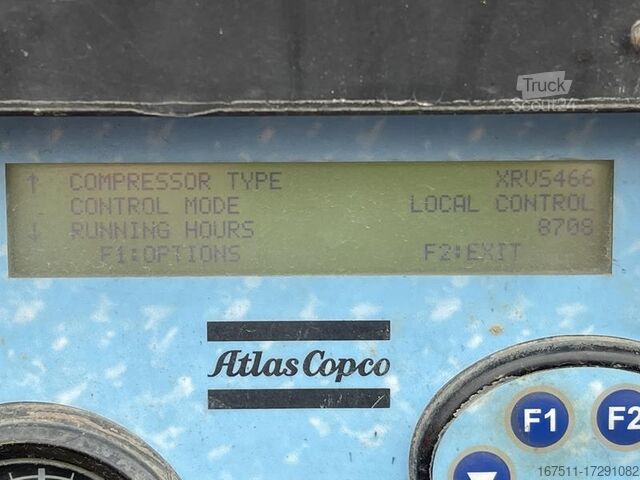 Truck
Scout24
↑ COMPRESSOR TYPE XRVS466
CONTROL MODE LOCAL CONTROL
↓ RUNNING HOURS 8708
F1:OPTIONS F2:EXIT
Atlas Copco
F1 F2
167511-17291082